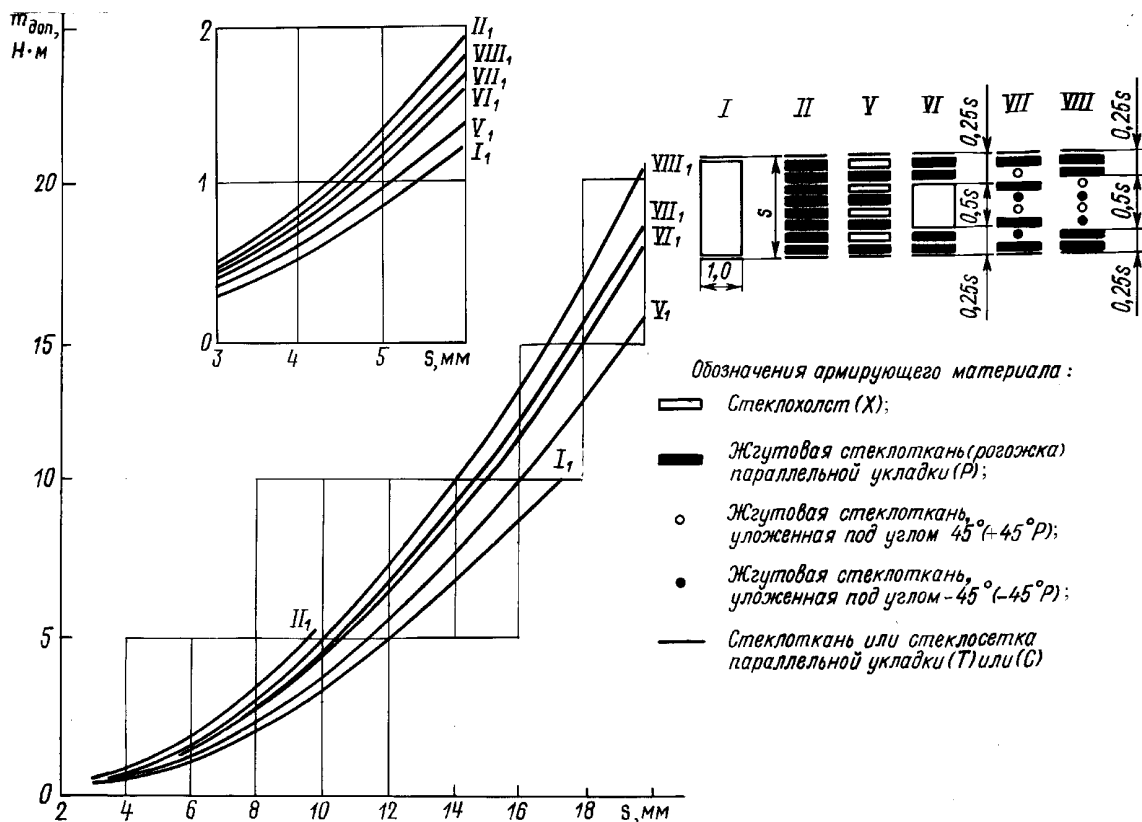 m доп,
Н·м
20
15
10
5
0
2
4
6
8
10
12
14
16
18
s,мм
2
1
0
3
4
5
s,мм
II₁
VIII₁
VII₁
VI₁
V₁
I₁
VIII₁
VII₁
VI₁
V₁
I₁
II₁
I
II
V
VI
VII
VIII
s
1,0
0,25s
0,5s
0,25s
0,25s
0,5s
0,25s
Обозначения армирующего материала:
Стеклохолст (Х);
Жгутовая стеклоткань(рогожка)
параллельной укладки(Р);
Жгутовая стеклоткань,
уложенная под углом 45°(+45°Р);
Жгутовая стеклоткань,
уложенная под углом-45°(-45°Р);
Стеклоткань или стеклосетка
параллельной укладки(Т)или(С)